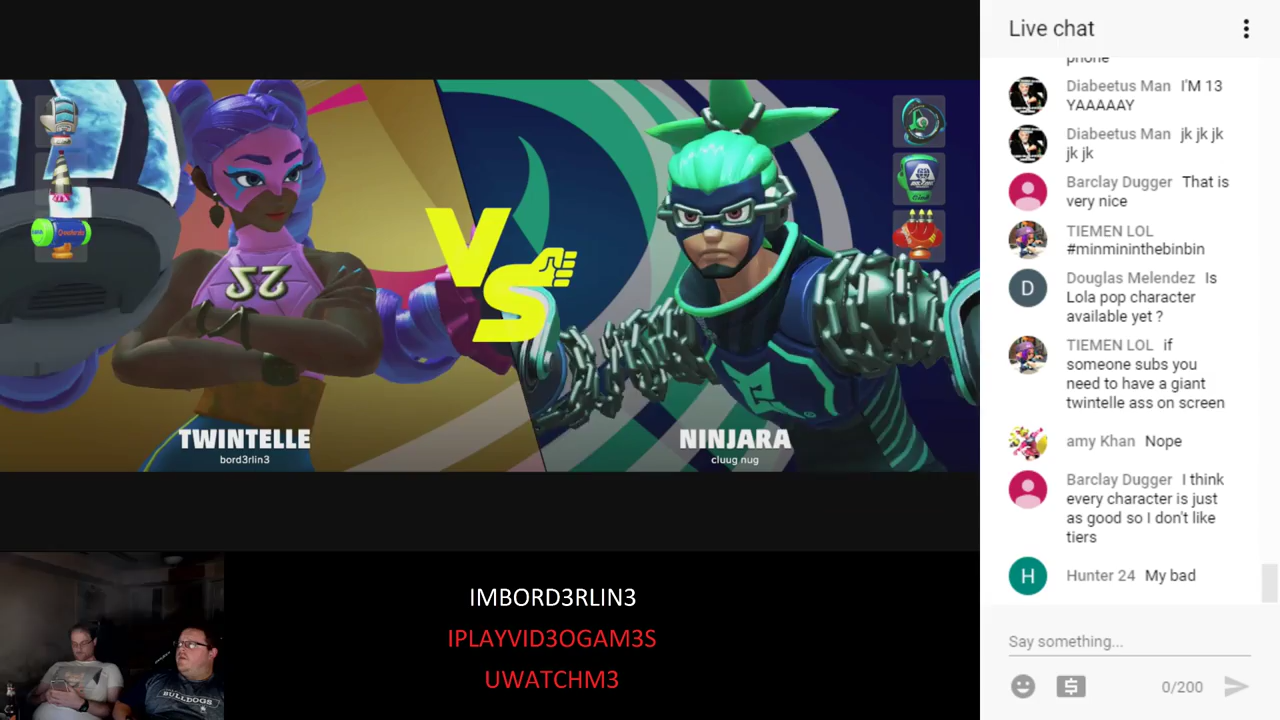 TWINTELLE
bord3rlin3
VS
NINJARA
cluug nug
IMBORD3RLIN3
IPLAYVID3OGAM3S
UWATCHM3
BULLDOGS
Live chat
phone
Diabeetus Man I'M 13
YAAAAAY
Diabeetus Man jk jk jk
jk jk
Barclay Dugger That is
very nice
TIEMEN LOL
#minmininthebinbin
D
Douglas Melendez Is
Lola pop character
available yet ?
TIEMEN LOL if
someone subs you
need to have a giant
twintelle ass on screen
amy Khan Nope
Barclay Dugger I think
every character is just
as good so I don't like
tiers
H
Hunter 24 My bad
Say something...
0/200